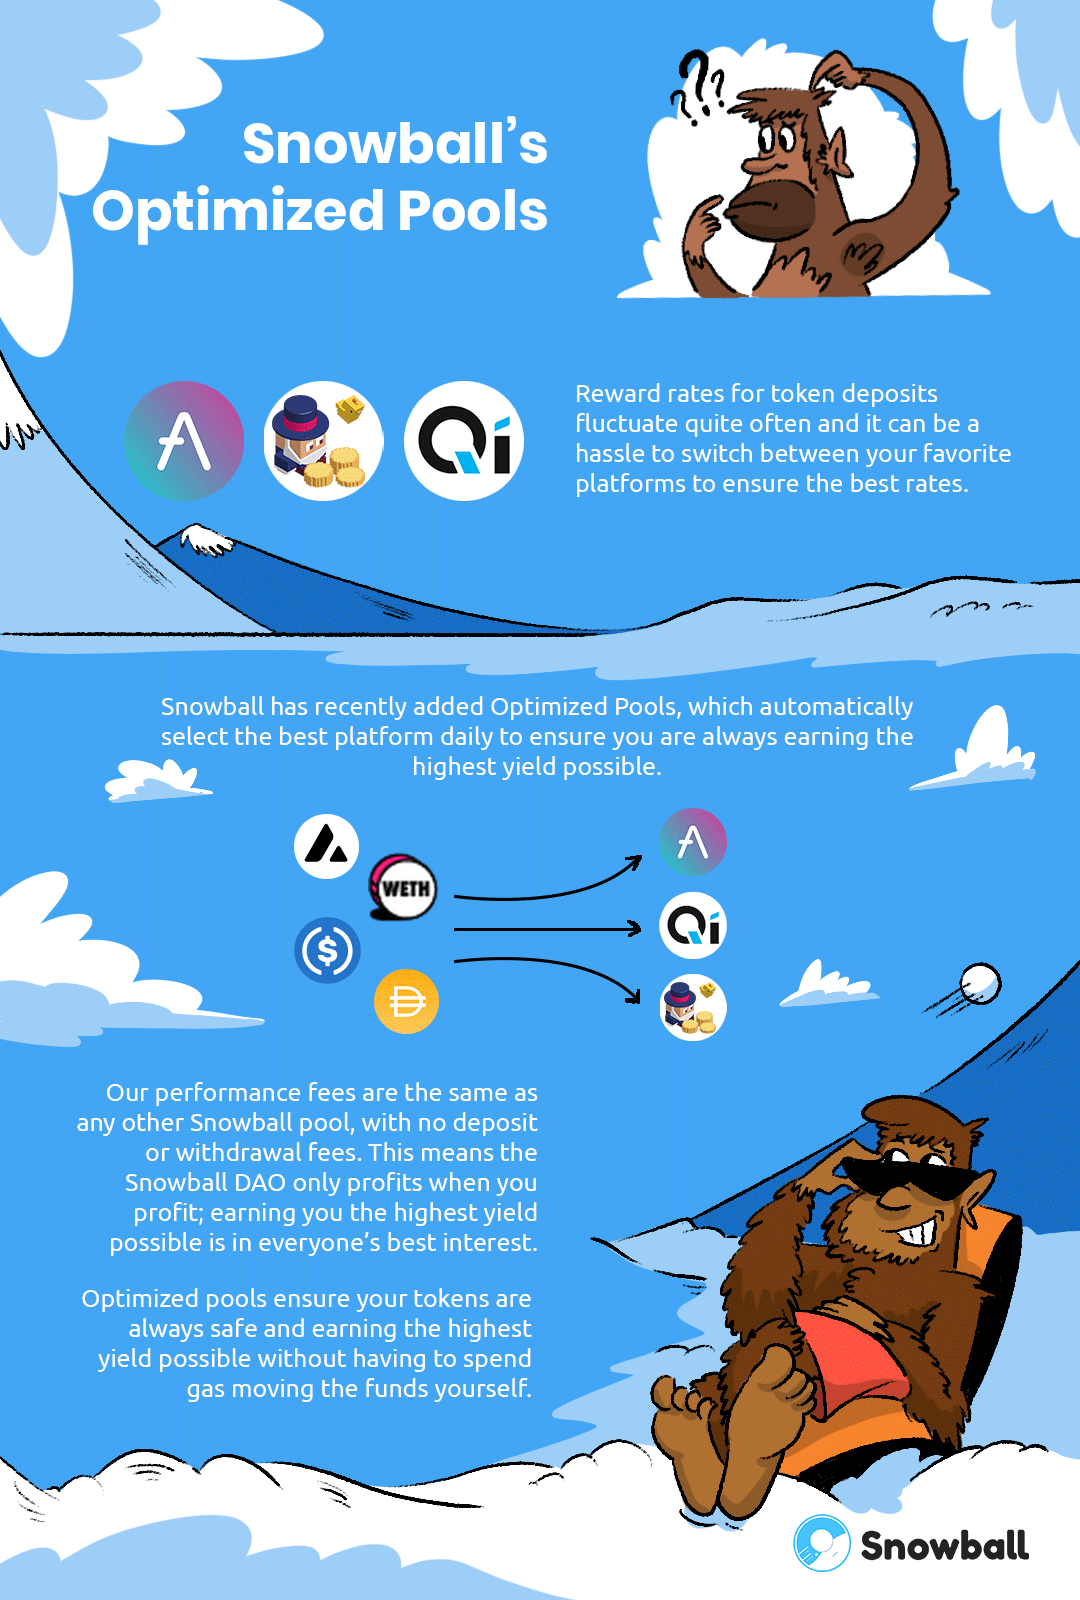 Snowball’s
Optimized Pools
???
Qi
Reward rates for token deposits
fluctuate quite often and it can be a
hassle to switch between your favorite
platforms to ensure the best rates.
Snowball has recently added Optimized Pools, which automatically
select the best platform daily to ensure you are always earning the
highest yield possible.
WETH
$
Qi
Our performance fees are the same as
any other Snowball pool, with no deposit
or withdrawal fees. This means the
Snowball DAO only profits when you
profit; earning you the highest yield
possible is in everyone’s best interest.
Optimized pools ensure your tokens are
always safe and earning the highest
yield possible without having to spend
gas moving the funds yourself.
Snowball